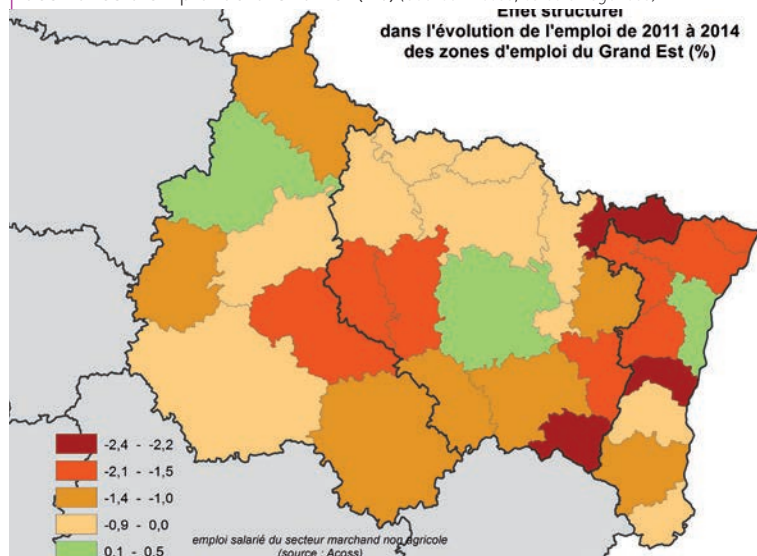 Effet structurel
dans l'évolution de l'emploi de 2011 à 2014
des zones d'emploi du Grand Est (%)
-2,4 - -2,2
-2,1 - -1,5
-1,4 - -1,0
-0,9 - 0,0
0,1 - 0,5
emploi salarié du secteur marchand non agricole
(source : Acoss)